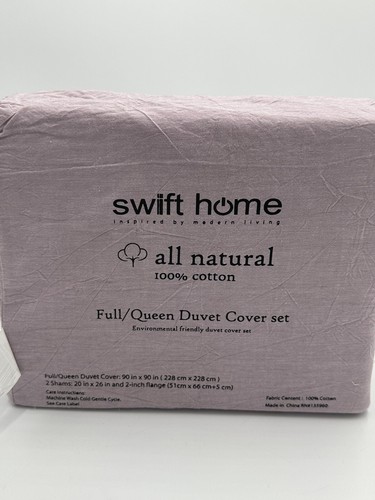 swift home
inspired by modern living
all natural
100% cotton
Full/Queen Duvet Cover set
Environmental friendly duvet cover set
Full/Queen Duvet Cover: 90 in x 90 in ( 228 cm x 228 cm )
2 Shams: 20 in x 26 in and 2-inch flange (51cm x 66 cm+5 cm)
Care Instructions:
Machine Wash Cold Gentle Cycle.
See Care Label
Fabric Content : 100% Cotton
Made in China